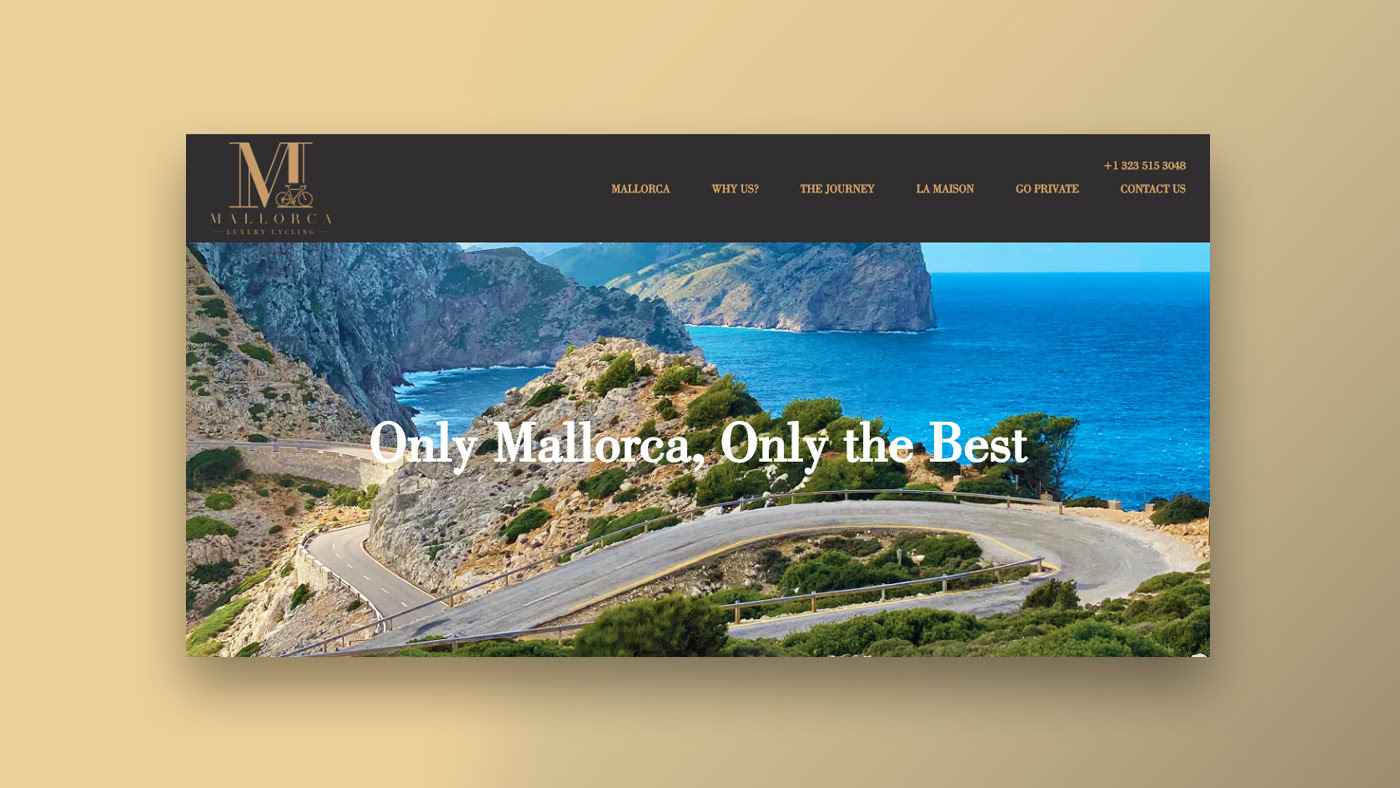 M
MALLORCA
LUXURY CYCLING
+1 323 515 3048
MALLORCA WHY US? THE JOURNEY LA MAISON GO PRIVATE CONTACT US
Only Mallorca, Only the Best